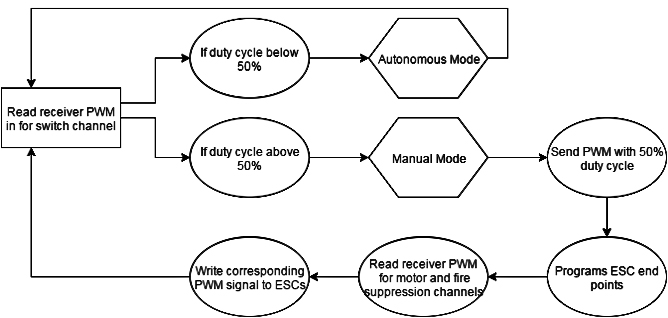 If duty cycle below
50%
Autonomous Mode
Read receiver PWM
in for switch channel
If duty cycle above
50%
Manual Mode
Send PWM with 50%
duty cycle
Write corresponding
PWM signal to ESCs
Read receiver PWM
for motor and fire
suppression channels
Programs ESC end
points